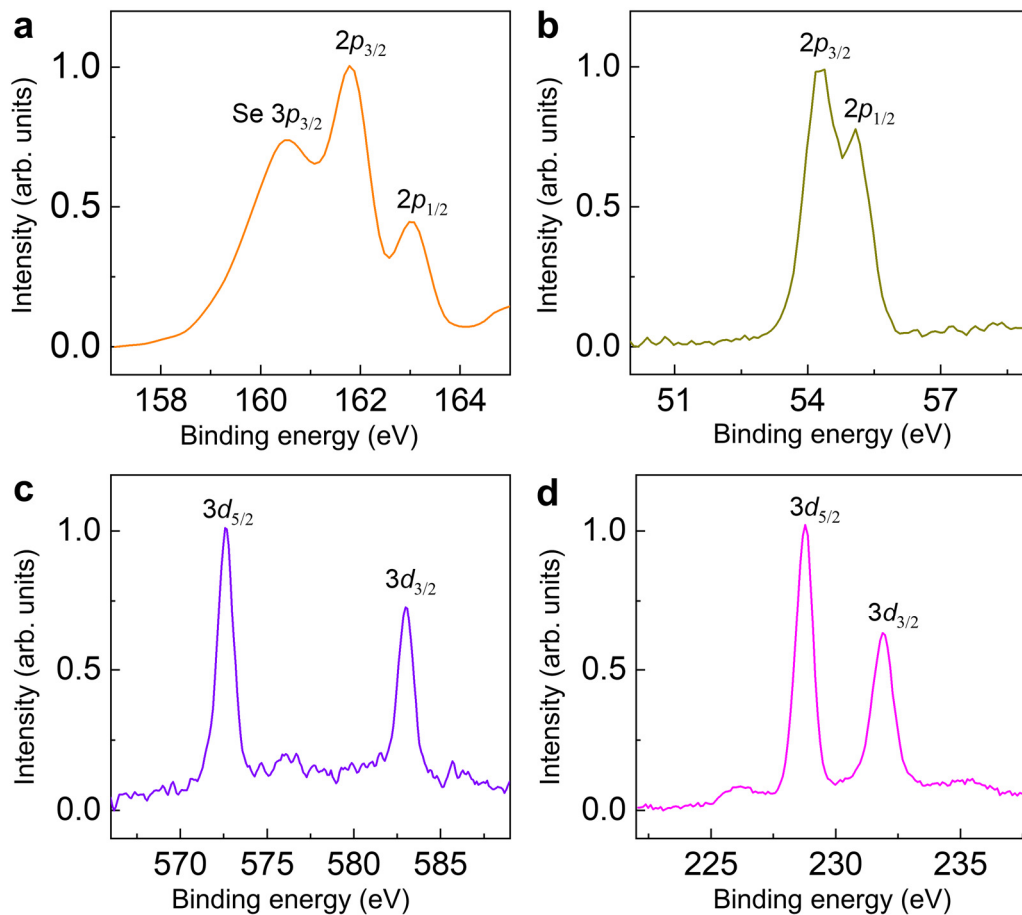 a
2p3/2
Se 3p3/2
2p1/2
1.0
0.5
0.0
Intensity (arb. units)
158 160 162 164
Binding energy (eV)
b
2p3/2
2p1/2
1.0
0.5
0.0
Intensity (arb. units)
51 54 57
Binding energy (eV)
c
3d5/2
3d3/2
1.0
0.5
0.0
Intensity (arb. units)
570 575 580 585
Binding energy (eV)
d
3d5/2
3d3/2
1.0
0.5
0.0
Intensity (arb. units)
225 230 235
Binding energy (eV)